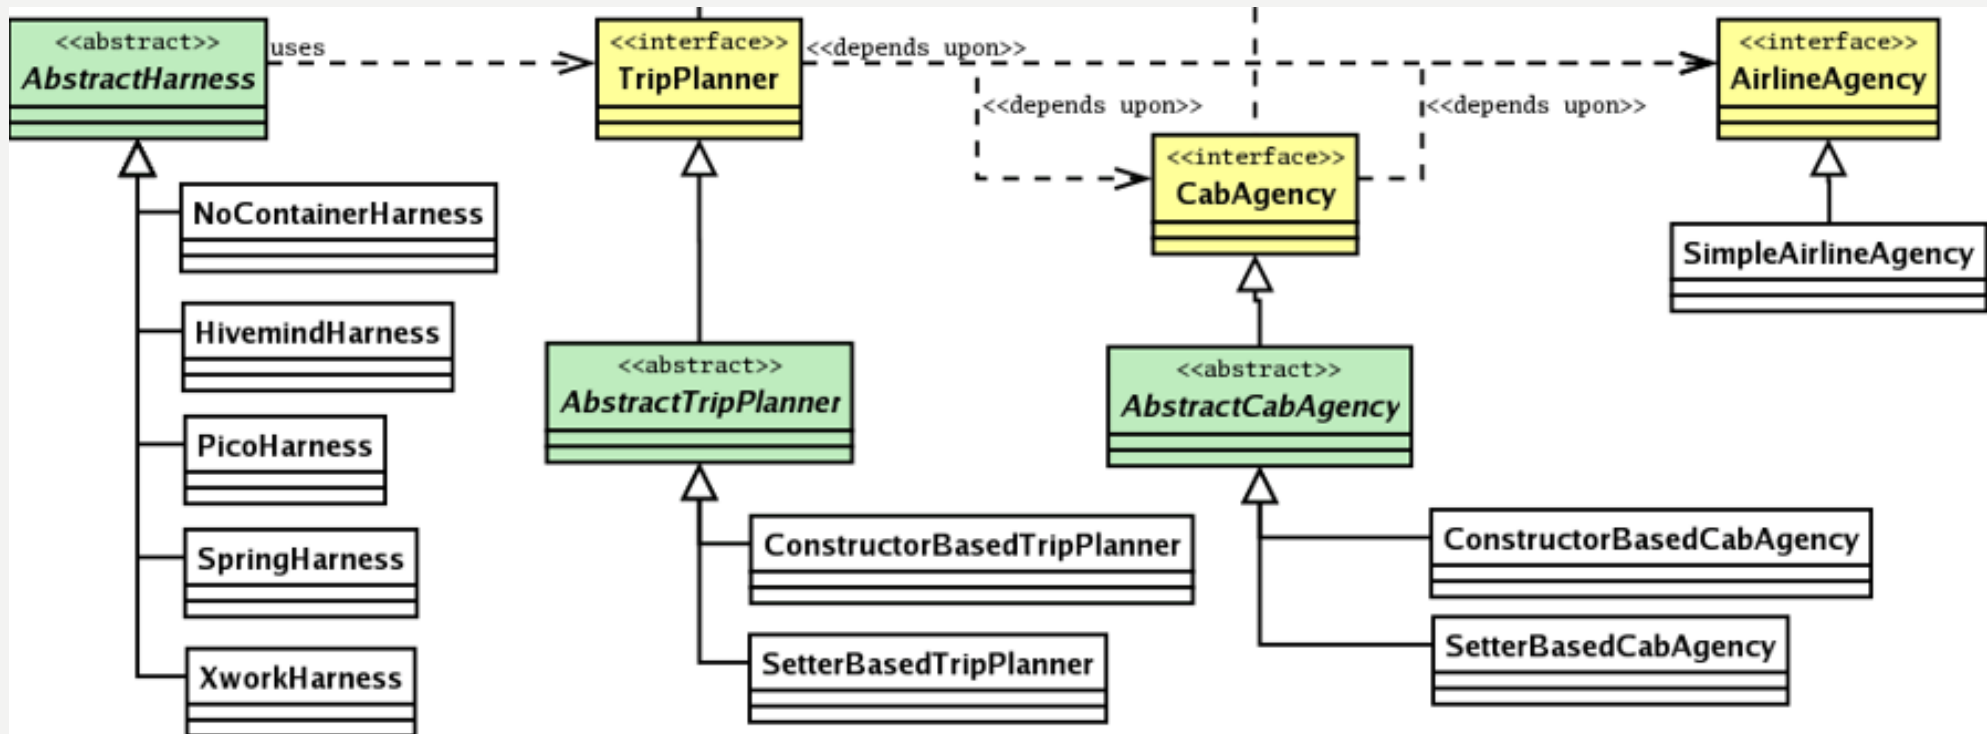 <<abstract>>
AbstractHarness
uses
<<interface>>
TripPlanner
<<depends upon>>
<<depends upon>>
<<interface>>
CabAgency
<<depends upon>>
<<interface>>
AirlineAgency
NoContainerHarness
HivemindHarness
PicoHarness
SpringHarness
XworkHarness
<<abstract>>
AbstractTripPlanner
ConstructorBasedTripPlanner
SetterBasedTripPlanner
<<abstract>>
AbstractCabAgency
ConstructorBasedCabAgency
SetterBasedCabAgency
SimpleAirlineAgency